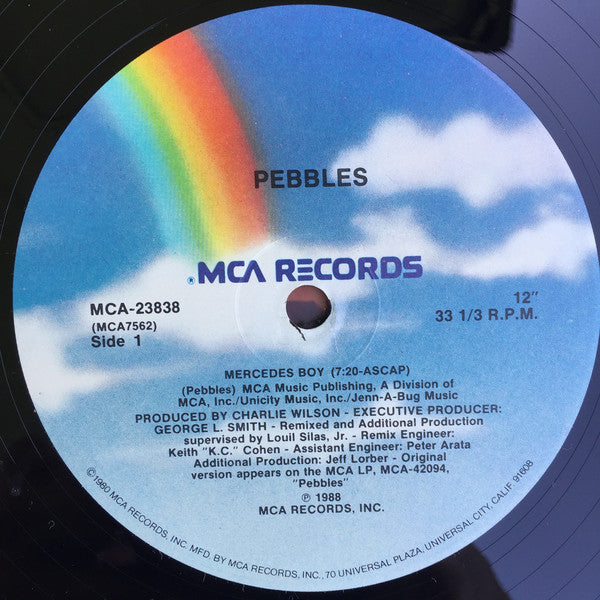 PEBBLES
® MCA RECORDS
MCA-23838
(MCA7562)
Side 1
12"
33 1/3 R.P.M.
MERCEDES BOY (7:20-ASCAP)
(Pebbles) MCA Music Publishing, A Division of
MCA, Inc./Unicity Music, Inc./Jenn-A-Bug Music
PRODUCED BY CHARLIE WILSON - EXECUTIVE PRODUCER:
GEORGE L. SMITH - Remixed and Additional Production
supervised by Louil Silas, Jr. - Remix Engineer:
Keith "K.C." Cohen - Assistant Engineer: Peter Arata
Additional Production: Jeff Lorber - Original
version appears on the MCA LP, MCA-42094,
"Pebbles"
℗ 1988
MCA RECORDS, INC.
©1980 MCA RECORDS, INC. MFD. BY MCA RECORDS, INC., 70 UNIVERSAL PLAZA, UNIVERSAL CITY, CALIF. 91608